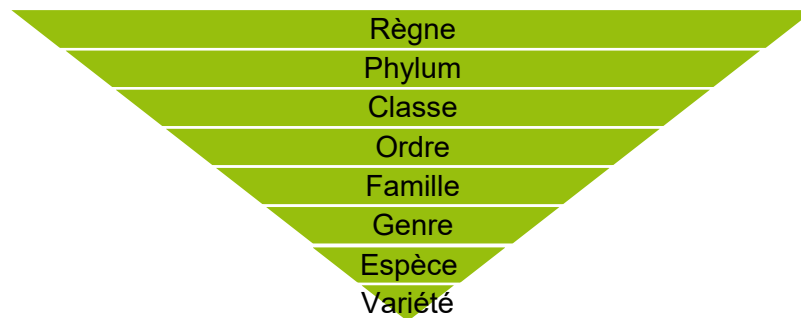 Règne
Phylum
Classe
Ordre
Famille
Genre
Espèce
Variété